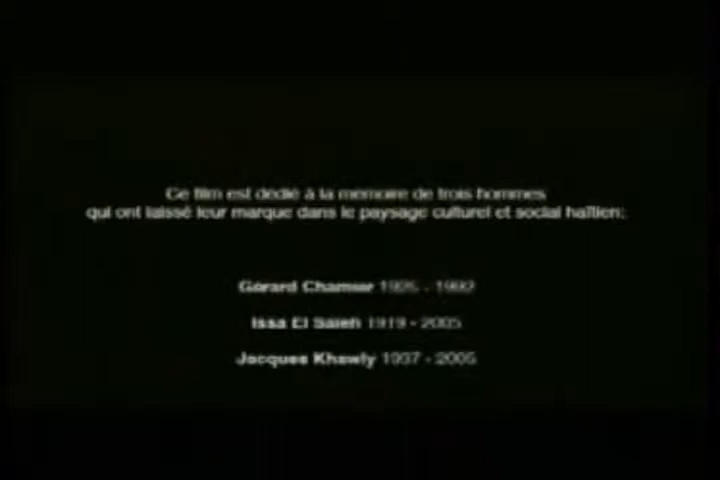 Ce film est dédié à la mémoire de trois hommes
qui ont laissé leur marque dans le paysage culturel et social haïtien:
Gérard
Issa El Saieh 1919 - 2005
Jacques Khawly 1937 - 2005